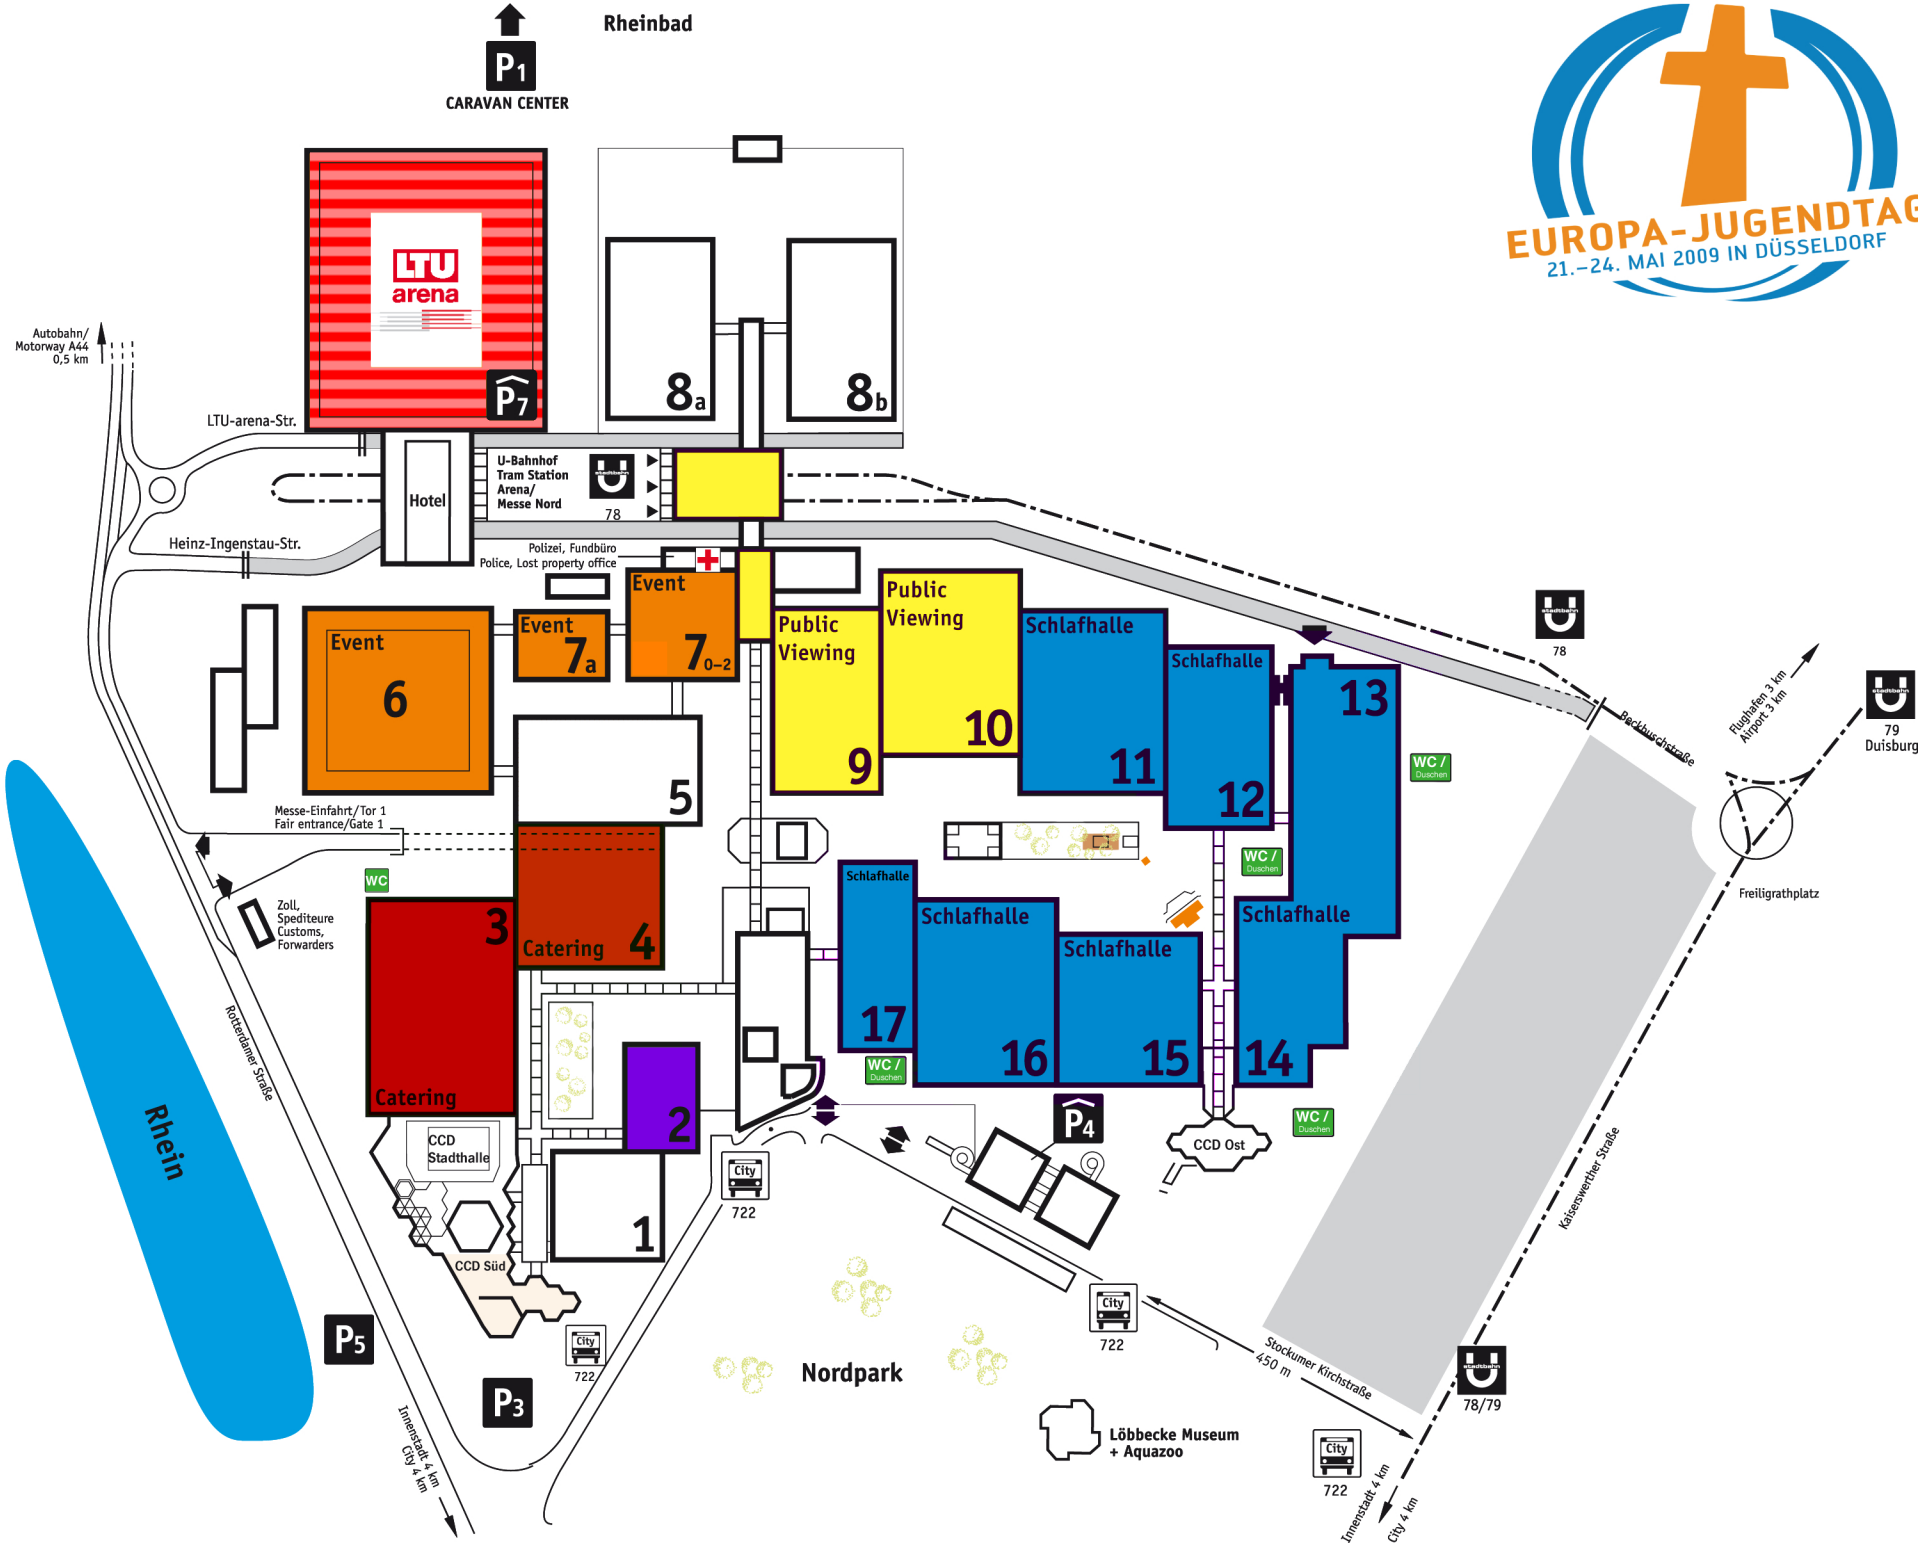 Rheinbad
P1
CARAVAN CENTER
EUROPA-JUGENDTAG
21.–24. MAI 2009 IN DÜSSELDORF
LTU
arena
P7
8a
8b
Autobahn/
Motorway A44
0,5 km
LTU-arena-Str.
Hotel
U-Bahnhof
Tram Station
Arena/
Messe Nord
U
stadtbahn
78
Heinz-Ingenstau-Str.
Polizei, Fundbüro
Police, Lost property office
Event
6
Event
7a
Event
7 0–2
Public
Viewing
9
Public
Viewing
10
Schlafhalle
11
Schlafhalle
12
13
U
stadtbahn
78
Flughafen 3 km
Airport 3 km
U
stadtbahn
79
Duisburg
Beckbuschstraße
WC /
Duschen
5
Messe-Einfahrt/Tor 1
Fair entrance/Gate 1
WC
Zoll,
Spediteure
Customs,
Forwarders
3
Catering
Catering
4
Schlafhalle
17
Schlafhalle
16
Schlafhalle
15
WC /
Duschen
Schlafhalle
14
Freiligrathplatz
Rotterdamer Straße
Rhein
WC /
Duschen
2
CCD
Stadthalle
1
CCD Süd
City
722
P4
CCD Ost
WC /
Duschen
Kaiserswerther Straße
P5
P3
City
722
Nordpark
City
722
Stockumer Kirchstraße
450 m
U
stadtbahn
78/79
Löbbecke Museum
+ Aquazoo
City
722
Innenstadt 4 km
City 4 km
Innenstadt 4 km
City 4 km